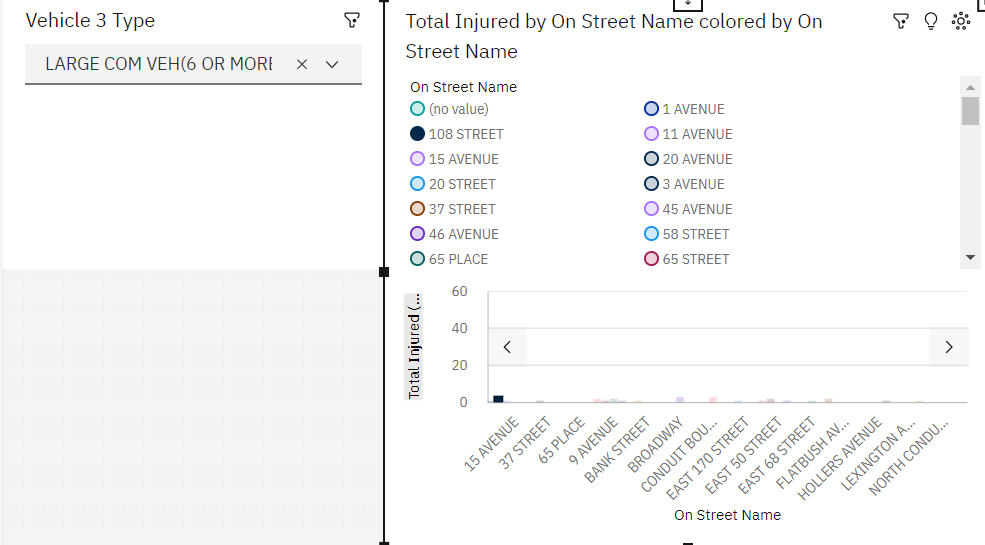 Vehicle 3 Type
LARGE COM VEH(6 OR MORE
Total Injured by On Street Name colored by On
Street Name
On Street Name
(no value)
1 AVENUE
108 STREET
11 AVENUE
15 AVENUE
20 AVENUE
20 STREET
3 AVENUE
37 STREET
45 AVENUE
46 AVENUE
58 STREET
65 PLACE
65 STREET
Total Injured (...
60
40
20
0
15 AVENUE
37 STREET
65 PLACE
9 AVENUE
BANK STREET
BROADWAY
CONDUIT BOU...
EAST 170 STREET
EAST 50 STREET
EAST 68 STREET
FLATBUSH AV...
HOLLERS AVENUE
LEXINGTON A...
NORTH CONDU...
On Street Name